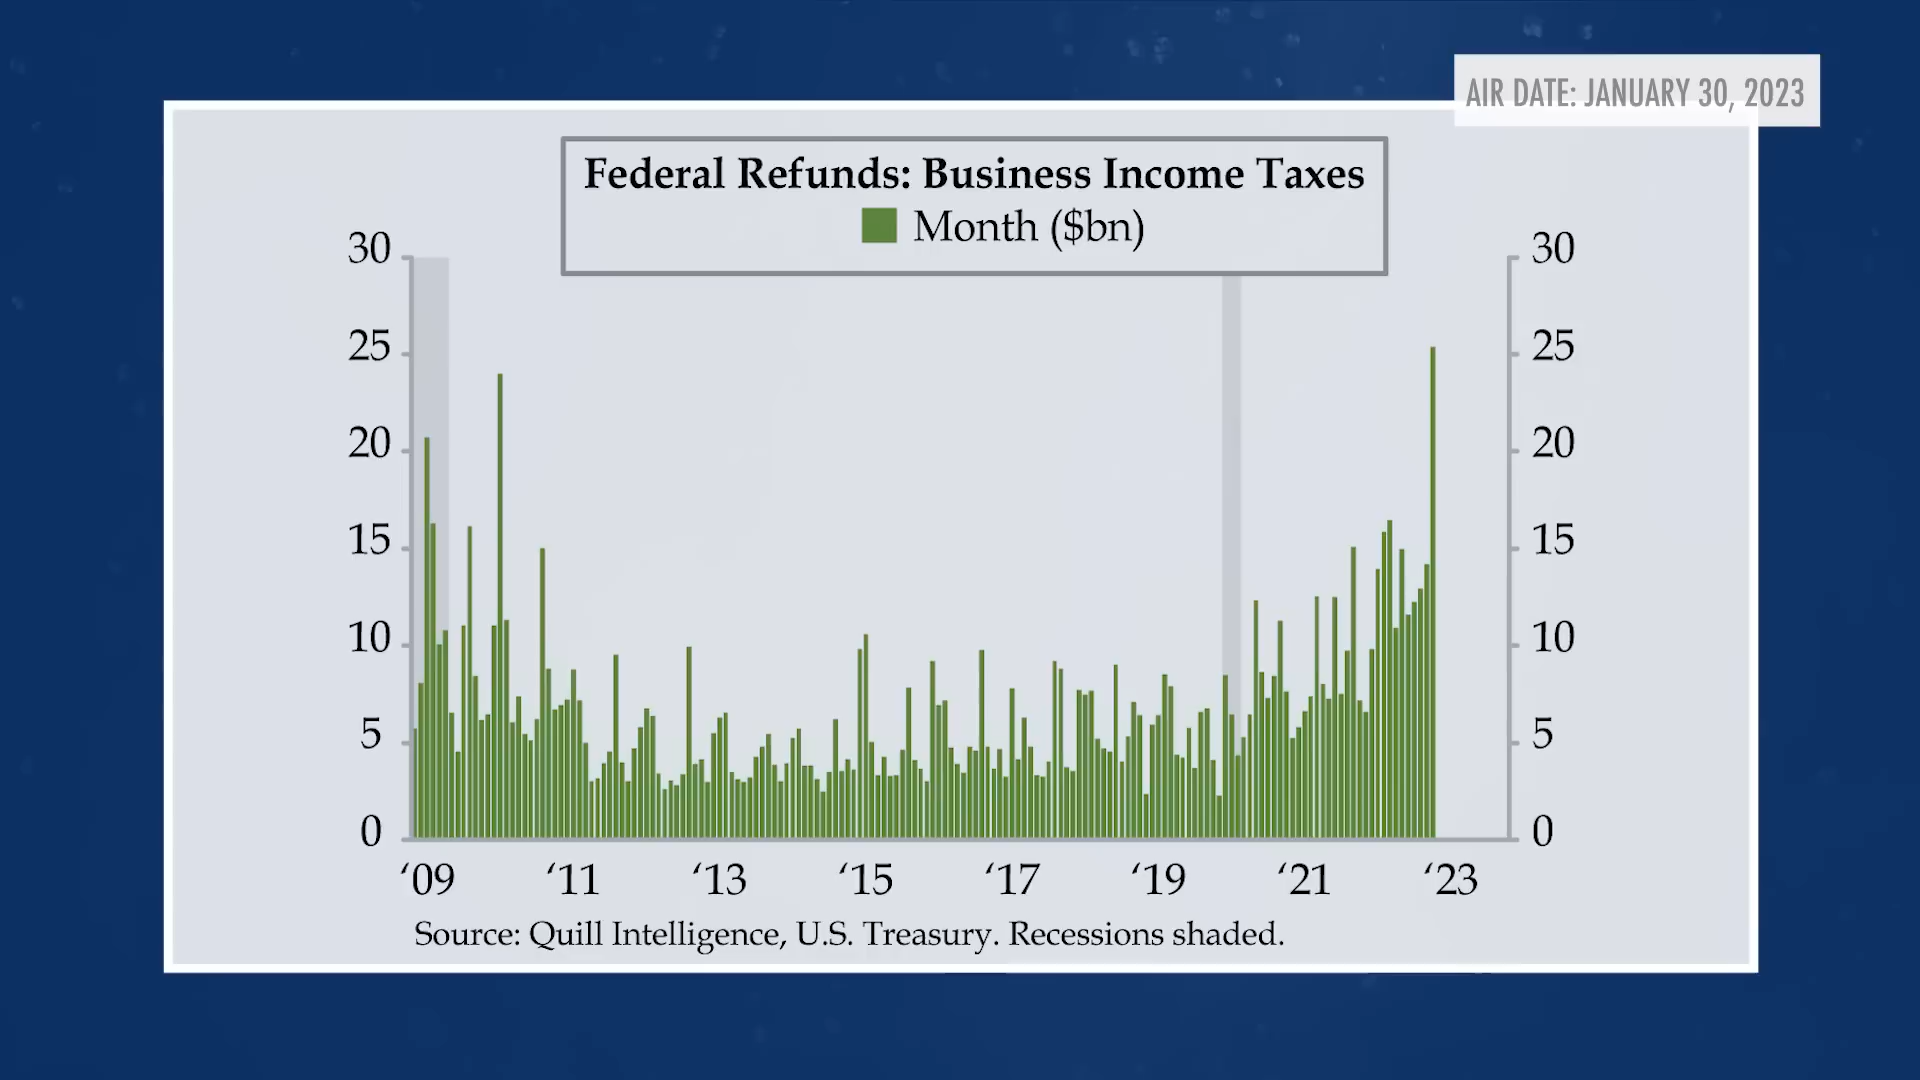 AIR DATE: JANUARY 30, 2023
Federal Refunds: Business Income Taxes
Month ($bn)
30
30
25
25
20
20
15
15
10
10
5
5
0
0
‘09 ‘11 ‘13 ‘15 ‘17 ‘19 ‘21 ‘23
Source: Quill Intelligence, U.S. Treasury. Recessions shaded.